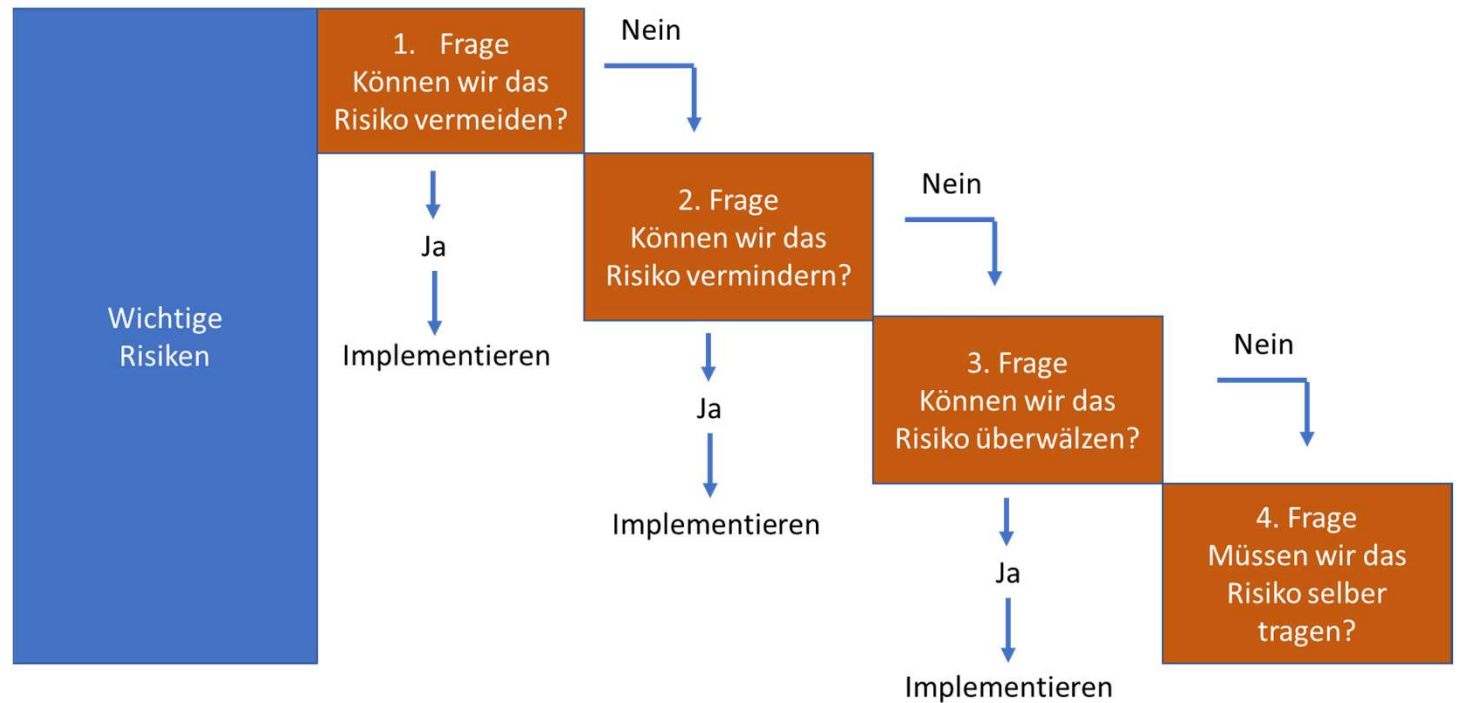 Wichtige
Risiken
1. Frage
Können wir das
Risiko vermeiden?
Nein
Ja
Implementieren
2. Frage
Können wir das
Risiko vermindern?
Nein
Ja
Implementieren
3. Frage
Können wir das
Risiko überwälzen?
Nein
Ja
Implementieren
4. Frage
Müssen wir das
Risiko selber
tragen?